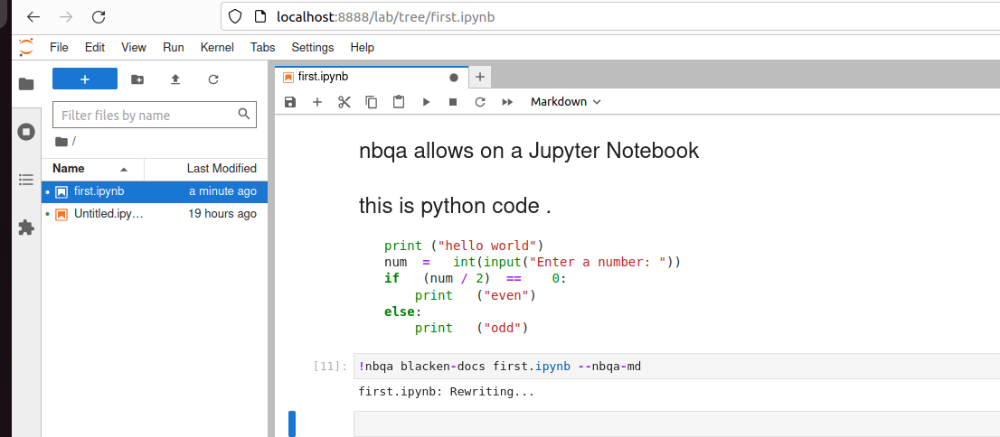 localhost:8888/lab/tree/first.ipynb
File Edit View Run Kernel Tabs Settings Help
+
Filter files by name
/
Name Last Modified
first.ipynb a minute ago
Untitled.ipy... 19 hours ago
first.ipynb +
Markdown
nbqa allows on a Jupyter Notebook
this is python code .
print ("hello world")
num  =   int(input("Enter a number: "))
if   (num / 2)  ==    0:
    print   ("even")
else:
    print   ("odd")
[11]: !nbqa blacken-docs first.ipynb --nbqa-md
first.ipynb: Rewriting...